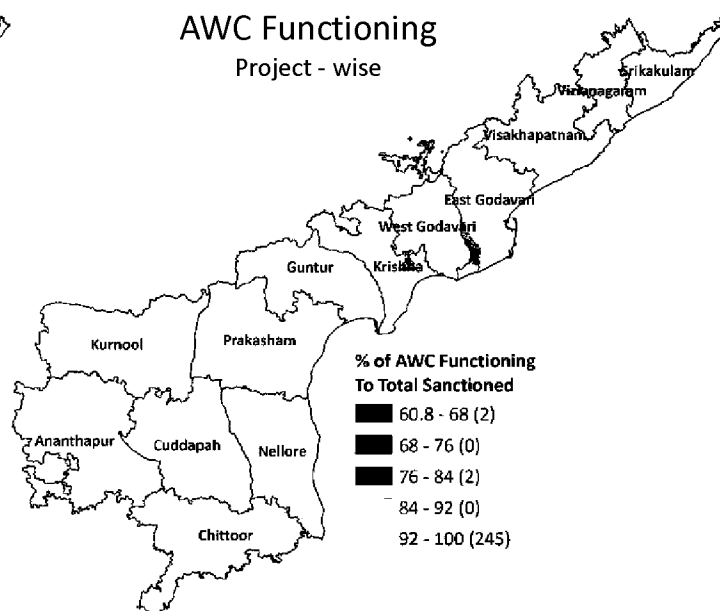 AWC Functioning
Project - wise
Srikakulam
Vizianagaram
Visakhapatnam
East Godavari
West Godavari
Krishna
Guntur
Prakasham
Kurnool
Ananthapur
Cuddapah
Nellore
Chittoor
% of AWC Functioning
To Total Sanctioned
60.8 - 68 (2)
68 - 76 (0)
76 - 84 (2)
84 - 92 (0)
92 - 100 (245)